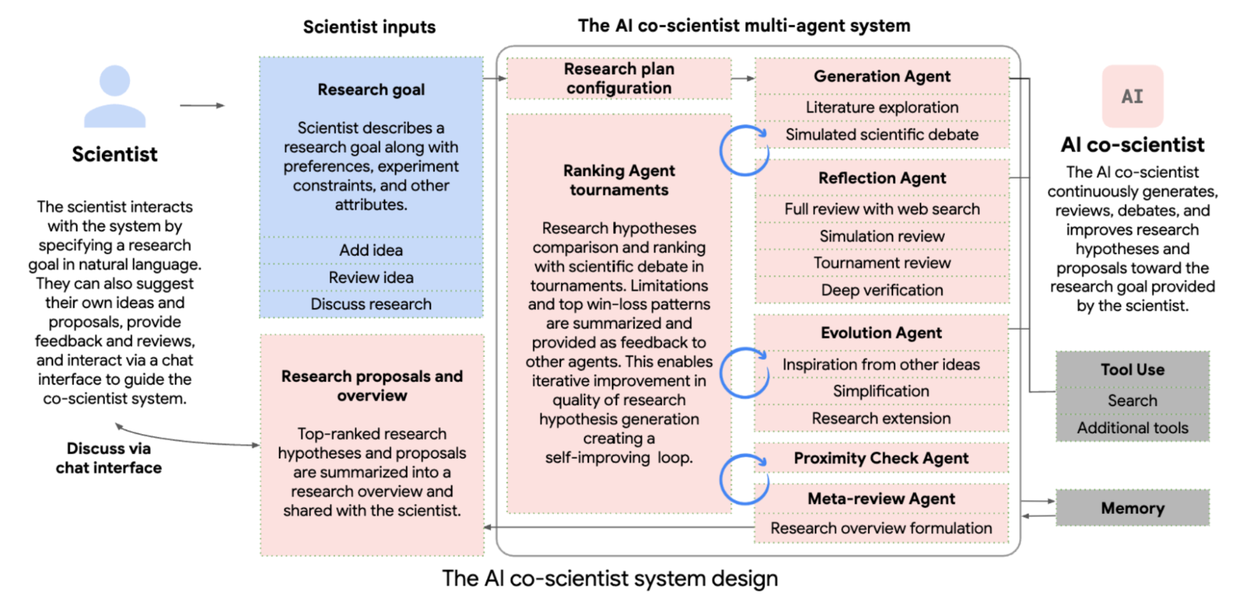 Scientist inputs
The AI co-scientist multi-agent system
Scientist
The scientist interacts
with the system by
specifying a research
goal in natural language.
They can also suggest
their own ideas and
proposals, provide
feedback and reviews,
and interact via a chat
interface to guide the
co-scientist system.
Discuss via
chat interface
Research goal
Scientist describes a
research goal along with
preferences, experiment
constraints, and other
attributes.
Add idea
Review idea
Discuss research
Research proposals and
overview
Top-ranked research
hypotheses and proposals
are summarized into a
research overview and
shared with the scientist.
Research plan
configuration
Ranking Agent
tournaments
Research hypotheses
comparison and ranking
with scientific debate in
tournaments. Limitations
and top win-loss patterns
are summarized and
provided as feedback to
other agents. This enables
iterative improvement in
quality of research
hypothesis generation
creating a
self-improving loop.
Generation Agent
Literature exploration
Simulated scientific debate
Reflection Agent
Full review with web search
Simulation review
Tournament review
Deep verification
Evolution Agent
Inspiration from other ideas
Simplification
Research extension
Proximity Check Agent
Meta-review Agent
Research overview formulation
AI
AI co-scientist
The AI co-scientist
continuously generates,
reviews, debates, and
improves research
hypotheses and
proposals toward the
research goal provided
by the scientist.
Tool Use
Search
Additional tools
Memory
The AI co-scientist system design